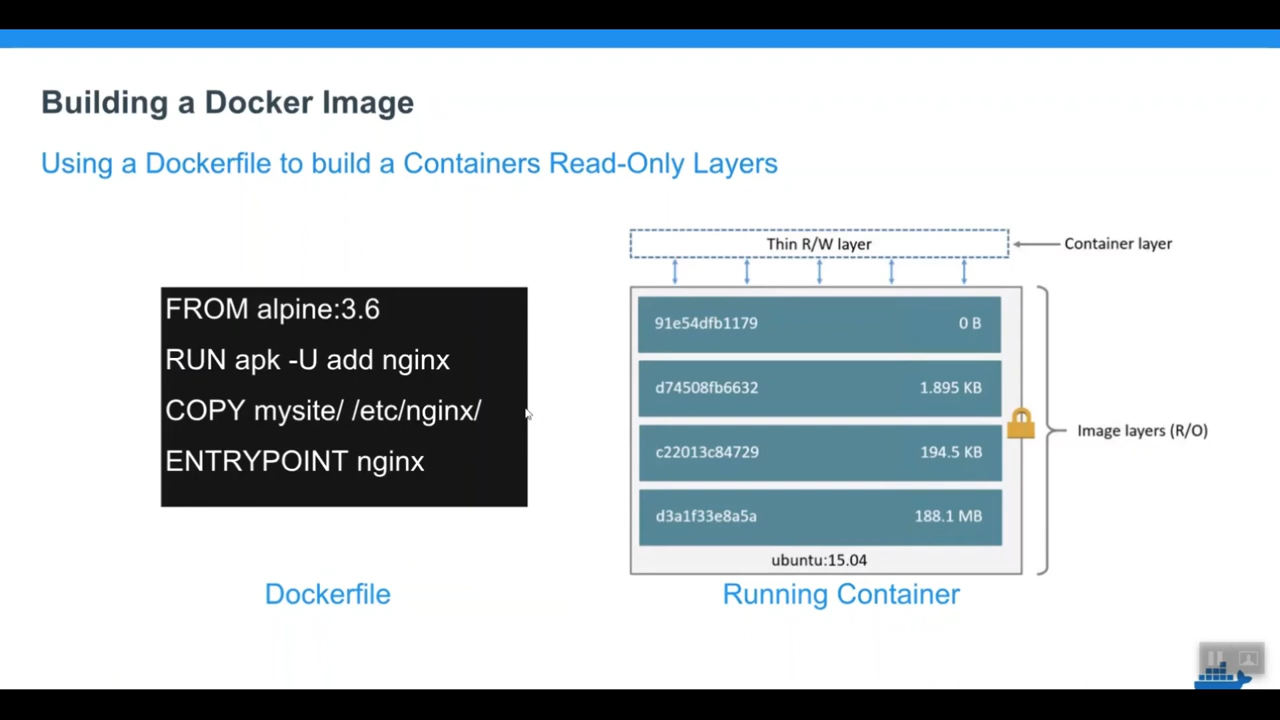 Building a Docker Image
Using a Dockerfile to build a Containers Read-Only Layers
FROM alpine:3.6
RUN apk -U add nginx
COPY mysite/ /etc/nginx/
ENTRYPOINT nginx
Dockerfile
Thin R/W layer
Container layer
91e54dfb1179 0 B
d74508fb6632 1.895 KB
c22013c84729 194.5 KB
d3a1f33e8a5a 188.1 MB
ubuntu:15.04
Image layers (R/O)
Running Container